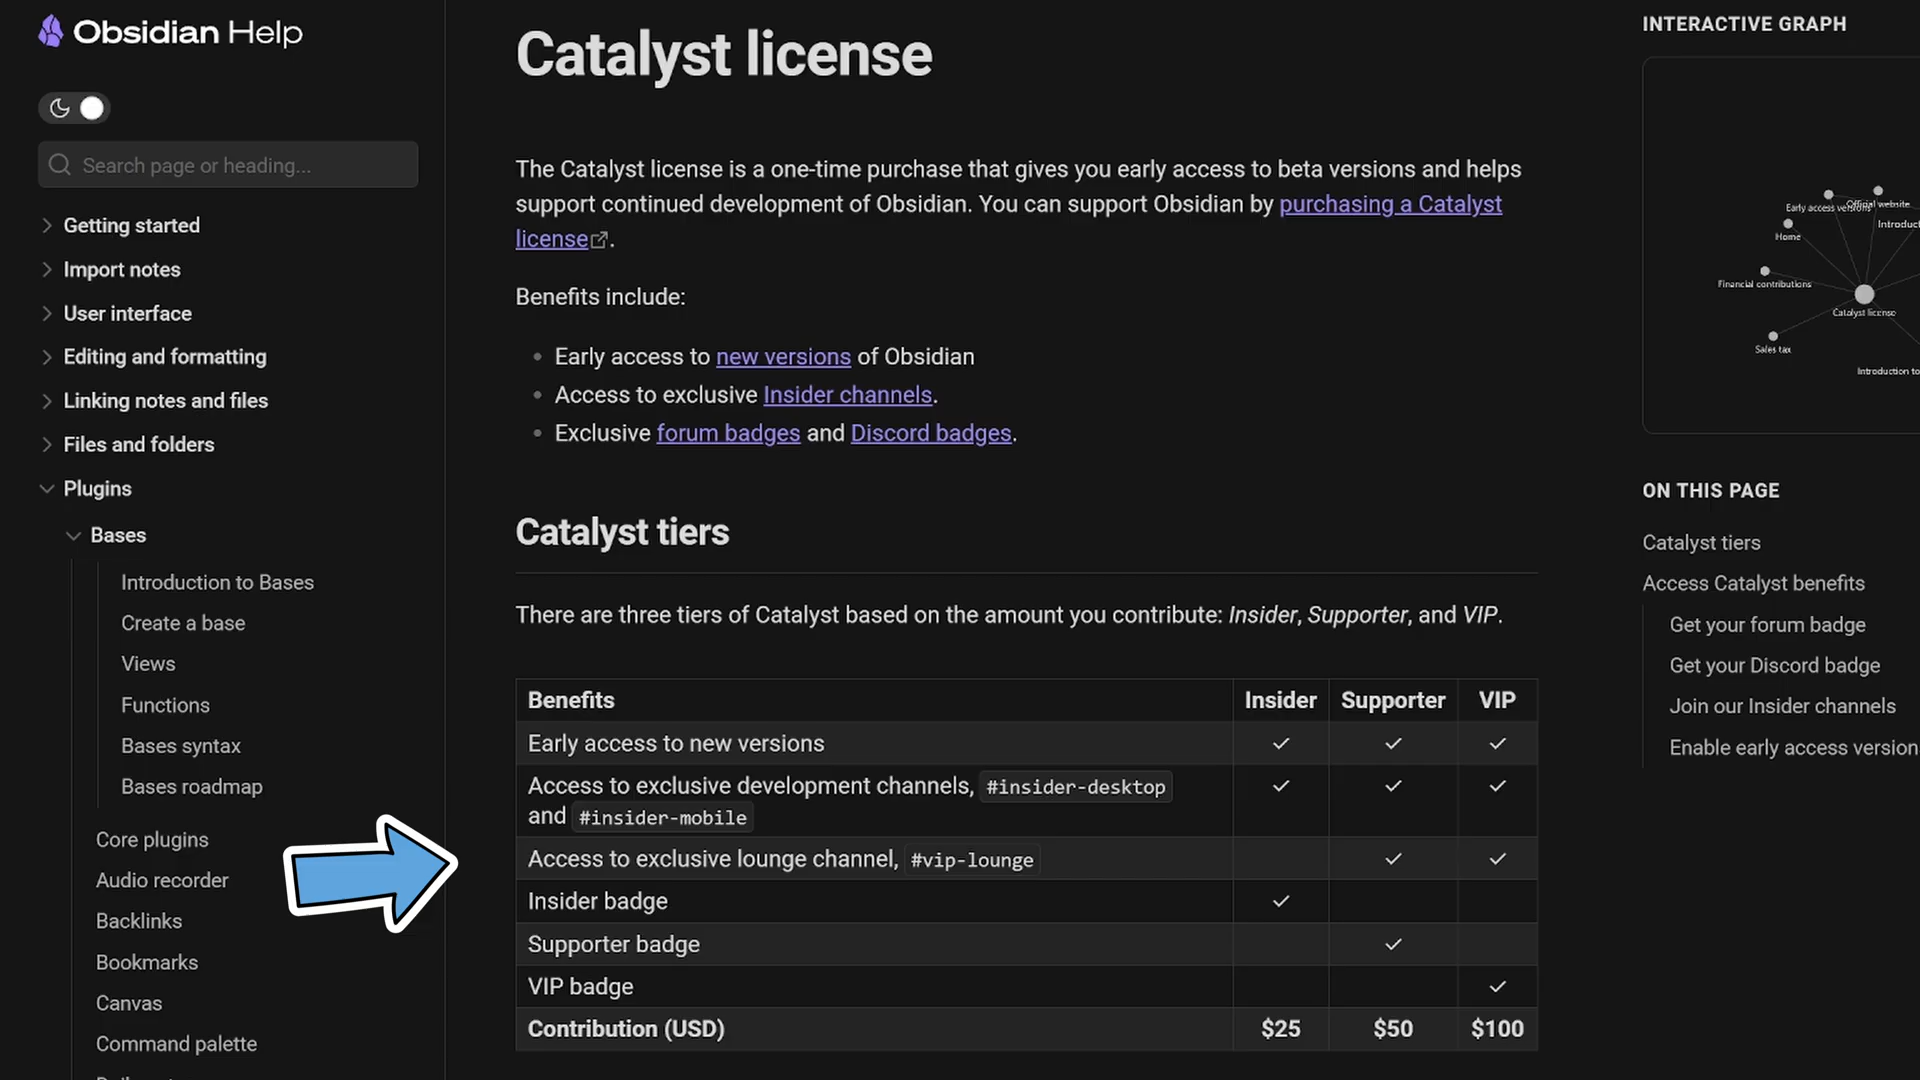 Obsidian Help
Search page or heading...
Getting started
Import notes
User interface
Editing and formatting
Linking notes and files
Files and folders
Plugins
Bases
Introduction to Bases
Create a base
Views
Functions
Bases syntax
Bases roadmap
Core plugins
Audio recorder
Backlinks
Bookmarks
Canvas
Command palette
Catalyst license
The Catalyst license is a one-time purchase that gives you early access to beta versions and helps
support continued development of Obsidian. You can support Obsidian by purchasing a Catalyst
license.
Benefits include:
• Early access to new versions of Obsidian
• Access to exclusive Insider channels.
• Exclusive forum badges and Discord badges.
Catalyst tiers
There are three tiers of Catalyst based on the amount you contribute: Insider, Supporter, and VIP.
Benefits Insider Supporter VIP
Early access to new versions ✓ ✓ ✓
Access to exclusive development channels, #insider-desktop ✓ ✓ ✓
and #insider-mobile
Access to exclusive lounge channel, #vip-lounge ✓ ✓
Insider badge ✓
Supporter badge ✓
VIP badge ✓
Contribution (USD) $25 $50 $100
INTERACTIVE GRAPH
Early access versions
Official website
Introduct
Home
Financial contributions
Catalyst license
Sales tax
Introduction to
ON THIS PAGE
Catalyst tiers
Access Catalyst benefits
Get your forum badge
Get your Discord badge
Join our Insider channels
Enable early access version